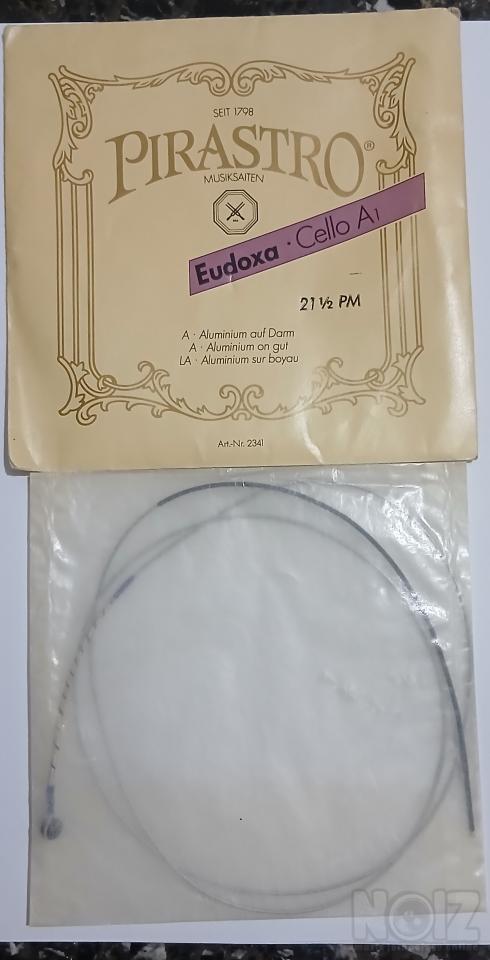 SEIT 1798
PIRASTRO®
MUSIKSAITEN
Eudoxa · Cello A1
21 ½ PM
A · Aluminium auf Darm
A · Aluminium on gut
LA · Aluminium sur boyau
Art.-Nr. 2341
NOIZ